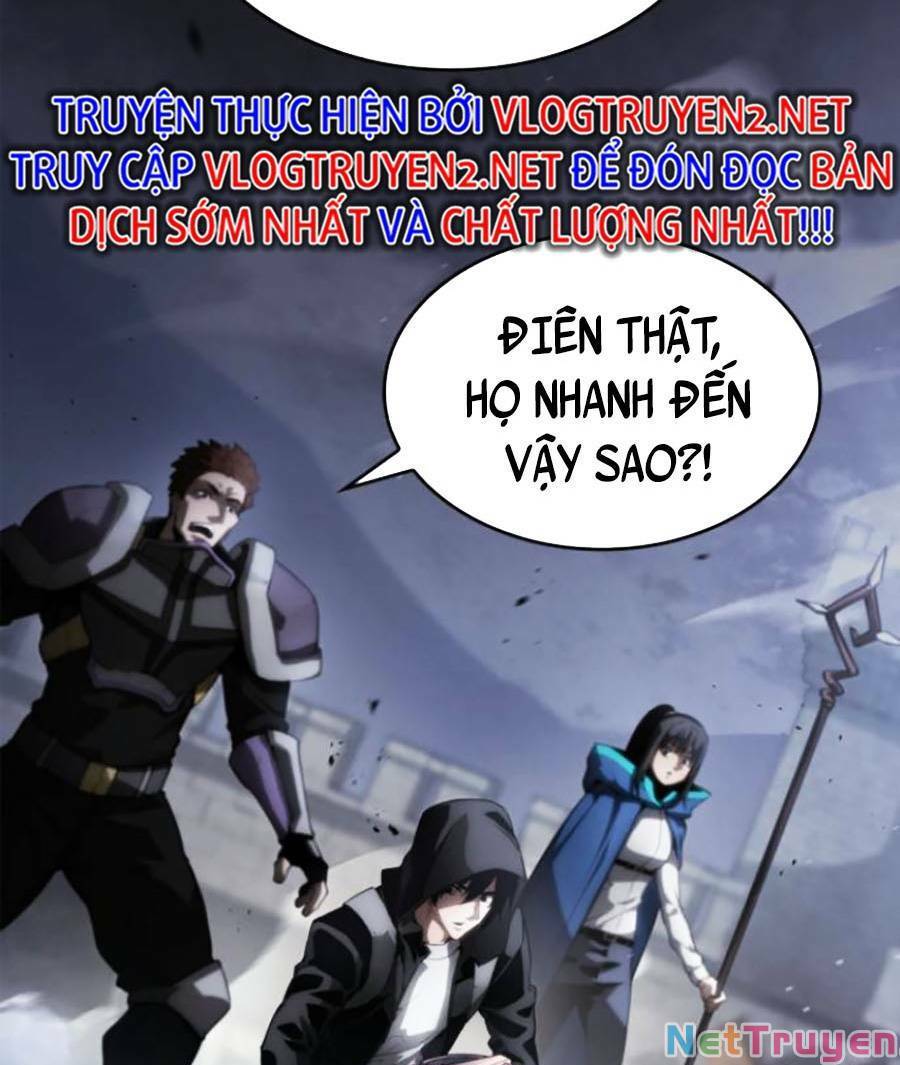 TRUYỆN THỰC HIỆN BỞI VLOGTRUYEN2.NET
TRUY CẬP VLOGTRUYEN2.NET ĐỂ ĐÓN ĐỌC BẢN
DỊCH SỚM NHẤT VÀ CHẤT LƯỢNG NHẤT!!!
ĐIÊN THẬT,
HỌ NHANH ĐẾN
VẬY SAO?!
NetTruyen